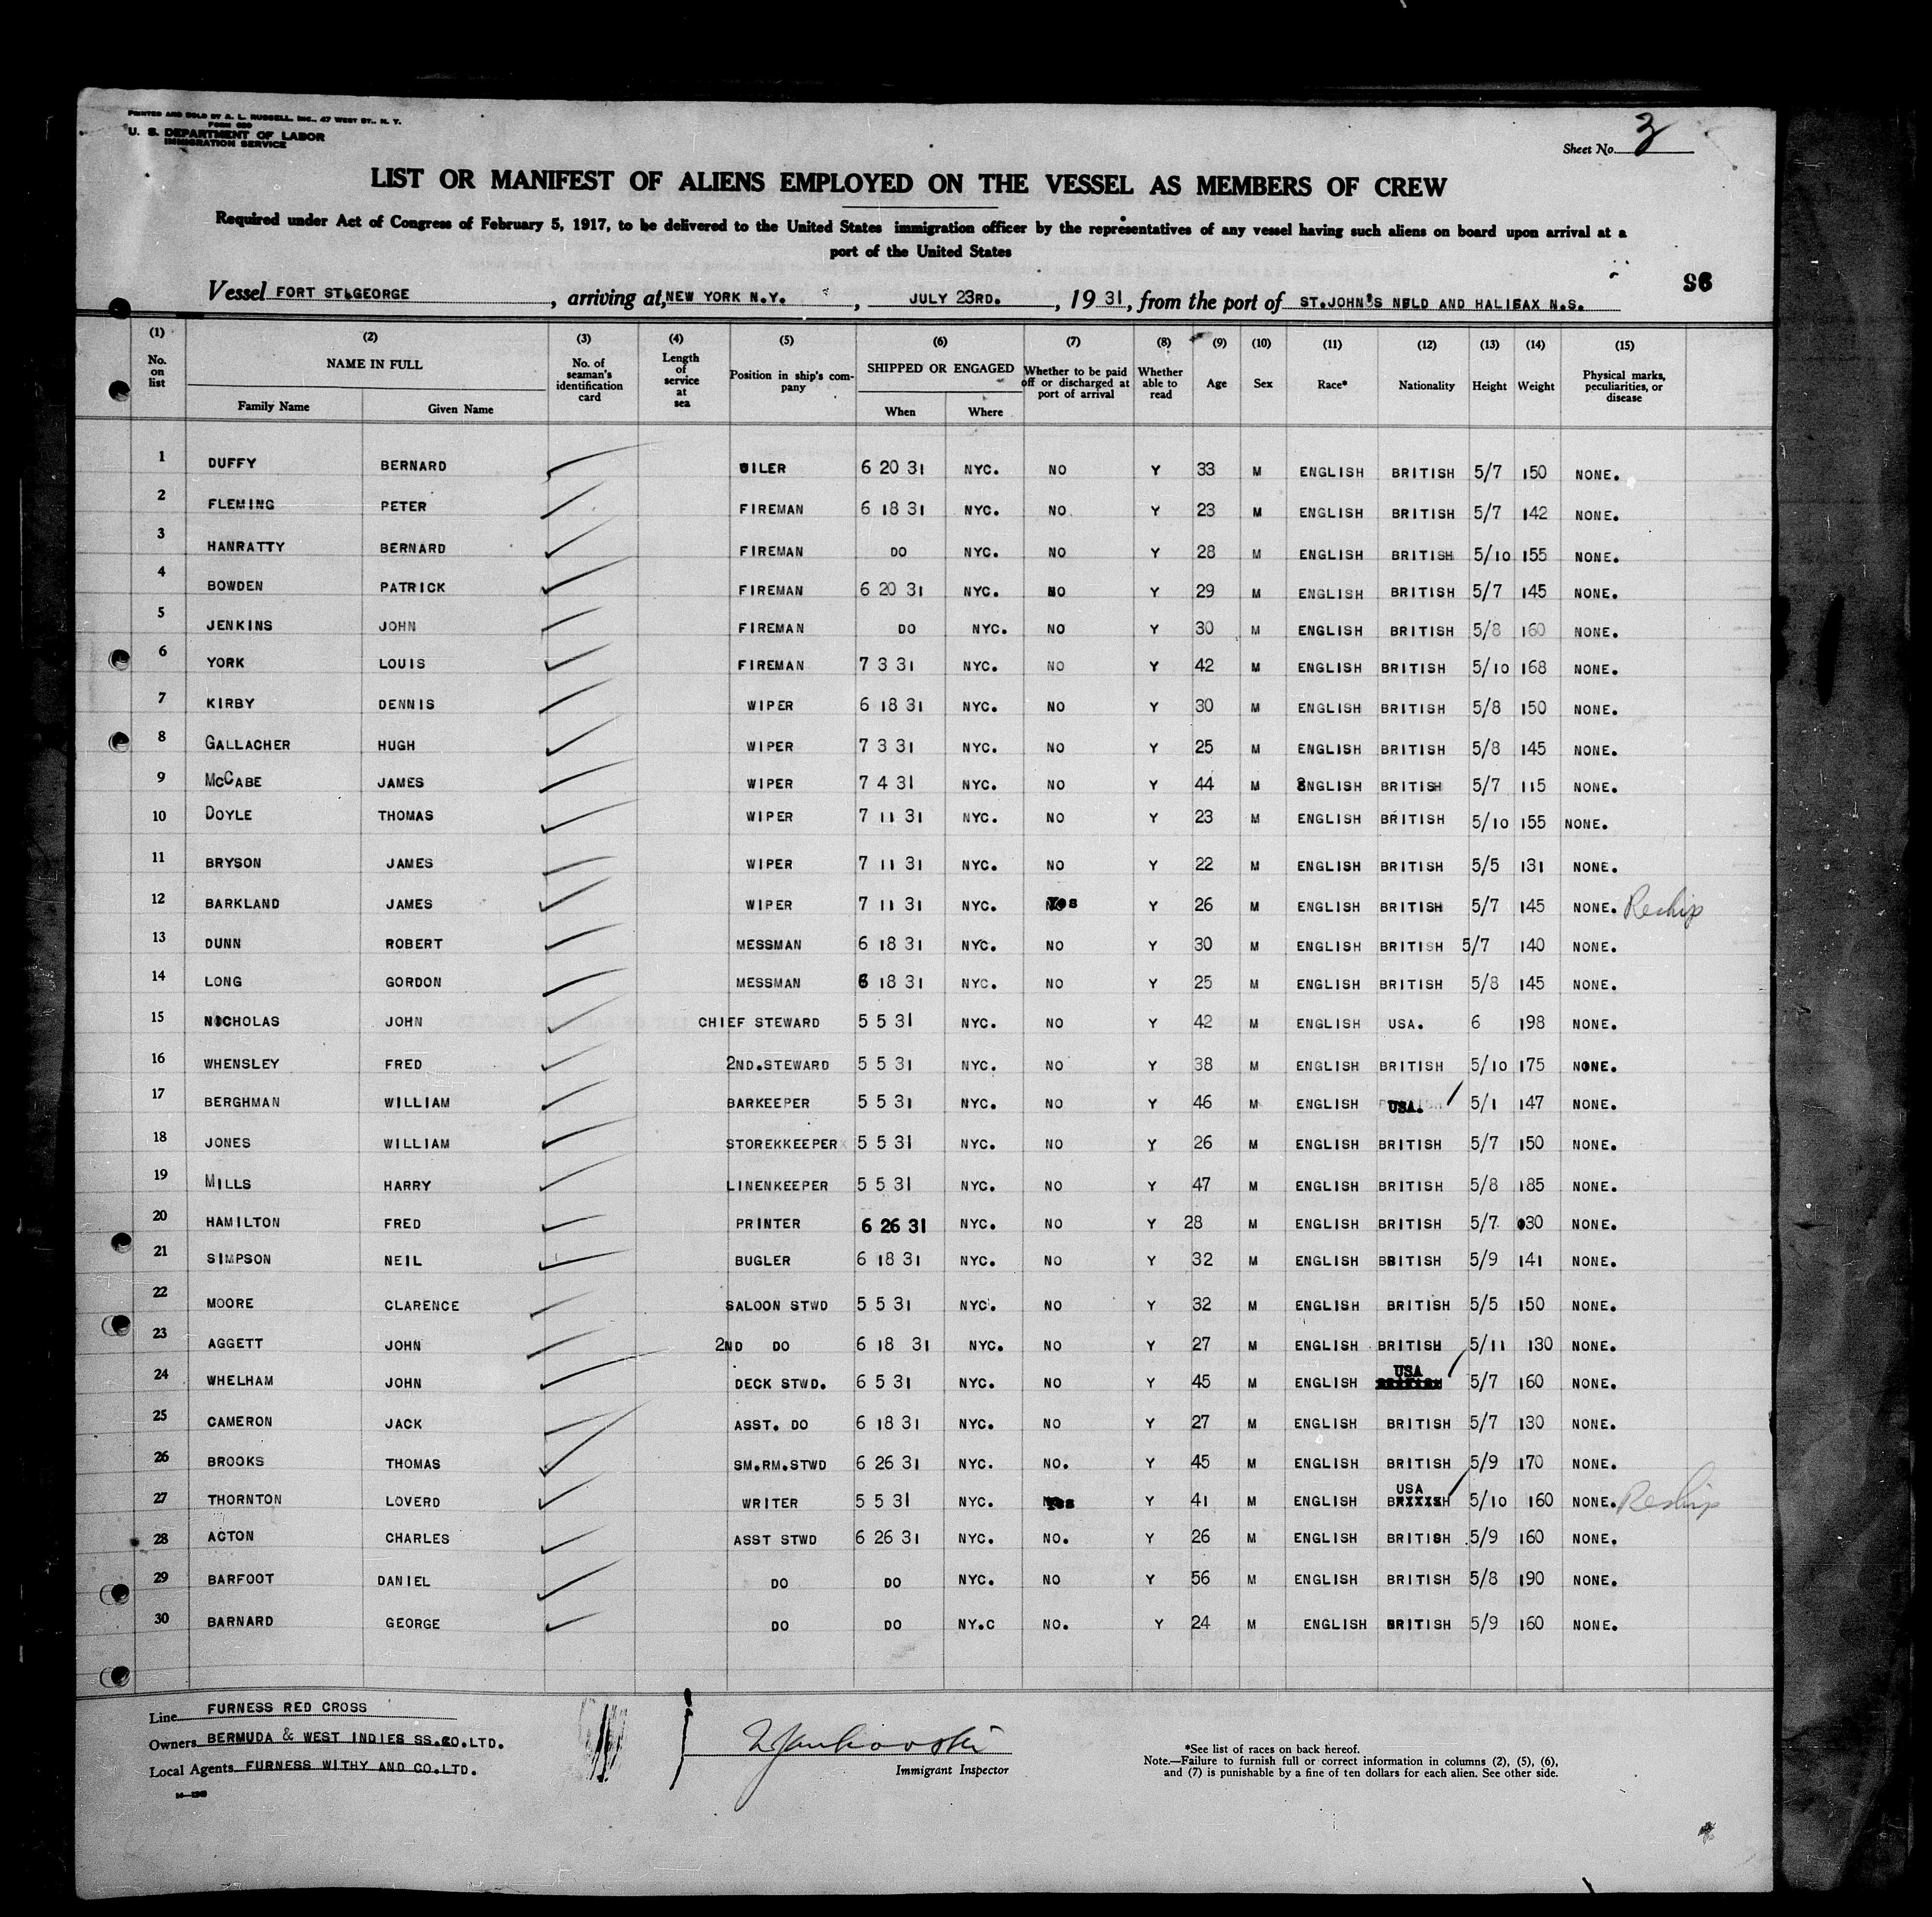 PRINTED AND SOLD BY A. L. RUSSELL, INC., 47 WEST ST., N. Y.
FORM 680
U. S. DEPARTMENT OF LABOR
IMMIGRATION SERVICE
Sheet No. 3
LIST OR MANIFEST OF ALIENS EMPLOYED ON THE VESSEL AS MEMBERS OF CREW
Required under Act of Congress of February 5, 1917, to be delivered to the United States immigration officer by the representatives of any vessel having such aliens on board upon arrival at a
port of the United States
S6
Vessel FORT ST.GEORGE, arriving at, NEW YORK N.Y., JULY 23RD., 1931, from the port of ST.JOHN'S NFLD AND HALIFAX N.S.
(1) (2) (3) (4) (5) (6) (7) (8) (9) (10) (11) (12) (13) (14) (15)
No. on list NAME IN FULL No. of seaman's identification card Length of service at sea Position in ship's company SHIPPED OR ENGAGED Whether to be paid off or discharged at port of arrival Whether able to read Age Sex Race* Nationality Height Weight Physical marks, peculiarities, or disease
Family Name Given Name When Where
1 DUFFY BERNARD OILER 6 20 31 NYC. NO Y 33 M ENGLISH BRITISH 5/7 150 NONE.
2 FLEMING PETER FIREMAN 6 18 31 NYC. NO Y 23 M ENGLISH BRITISH 5/7 142 NONE.
3 HANRATTY BERNARD FIREMAN DO NYC. NO Y 28 M ENGLISH BRITISH 5/10 155 NONE.
4 BOWDEN PATRICK FIREMAN 6 20 31 NYC. NO Y 29 M ENGLISH BRITISH 5/7 145 NONE.
5 JENKINS JOHN FIREMAN DO NYC. NO Y 30 M ENGLISH BRITISH 5/8 160 NONE.
6 YORK LOUIS FIREMAN 7 3 31 NYC. NO Y 42 M ENGLISH BRITISH 5/10 168 NONE.
7 KIRBY DENNIS WIPER 6 18 31 NYC. NO Y 30 M ENGLISH BRITISH 5/8 150 NONE.
8 GALLACHER HUGH WIPER 7 3 31 NYC. NO Y 25 M ENGLISH BRITISH 5/8 145 NONE.
9 McCABE JAMES WIPER 7 4 31 NYC. NO Y 44 M ENGLISH BRITISH 5/7 115 NONE.
10 DOYLE THOMAS WIPER 7 11 31 NYC. NO Y 23 M ENGLISH BRITISH 5/10 155 NONE.
11 BRYSON JAMES WIPER 7 11 31 NYC. NO Y 22 M ENGLISH BRITISH 5/5 131 NONE.
12 BARKLAND JAMES WIPER 7 11 31 NYC. Yes Y 26 M ENGLISH BRITISH 5/7 145 NONE. Reship
13 DUNN ROBERT MESSMAN 6 18 31 NYC. NO Y 30 M ENGLISH BRITISH 5/7 140 NONE.
14 LONG GORDON MESSMAN 6 18 31 NYC. NO Y 25 M ENGLISH BRITISH 5/8 145 NONE.
15 NICHOLAS JOHN CHIEF STEWARD 5 5 31 NYC. NO Y 42 M ENGLISH USA. 6 198 NONE.
16 WHENSLEY FRED 2ND.STEWARD 5 5 31 NYC. NO Y 38 M ENGLISH BRITISH 5/10 175 NONE.
17 BERGHMAN WILLIAM BARKEEPER 5 5 31 NYC. NO Y 46 M ENGLISH USA. 5/1 147 NONE.
18 JONES WILLIAM STOREKKEEPER 5 5 31 NYC. NO Y 26 M ENGLISH BRITISH 5/7 150 NONE.
19 MILLS HARRY LINENKEEPER 5 5 31 NYC. NO Y 47 M ENGLISH BRITISH 5/8 185 NONE.
20 HAMILTON FRED PRINTER 6 26 31 NYC. NO Y 28 M ENGLISH BRITISH 5/7 30 NONE.
21 SIMPSON NEIL BUGLER 6 18 31 NYC. NO Y 32 M ENGLISH BRITISH 5/9 141 NONE.
22 MOORE CLARENCE SALOON STWD 5 5 31 NYC. NO Y 32 M ENGLISH BRITISH 5/5 150 NONE.
23 AGGETT JOHN 2ND DO 6 18 31 NYC. NO Y 27 M ENGLISH BRITISH 5/11 130 NONE.
24 WHELHAM JOHN DECK STWD. 6 5 31 NYC. NO Y 45 M ENGLISH USA 5/7 160 NONE.
25 CAMERON JACK ASST. DO 6 18 31 NYC. NO Y 27 M ENGLISH BRITISH 5/7 130 NONE.
26 BROOKS THOMAS SM.RM.STWD 6 26 31 NYC. NO. Y 45 M ENGLISH BRITISH 5/9 170 NONE.
27 THORNTON LOVERD WRITER 5 5 31 NYC. Yes Y 41 M ENGLISH USA BXXXXSH 5/10 160 NONE. Reship
28 ACTON CHARLES ASST STWD 6 26 31 NYC. NO. Y 26 M ENGLISH BRITISH 5/9 160 NONE.
29 BARFOOT DANIEL DO DO NYC. NO Y 56 M ENGLISH BRITISH 5/8 190 NONE.
30 BARNARD GEORGE DO DO NY.C NO. Y 24 M ENGLISH BRITISH 5/9 160 NONE.
Line FURNESS RED CROSS
Owners BERMUDA & WEST INDIES SS.CO.LTD.
Local Agents FURNESS WITHY AND CO.LTD.
Immigrant Inspector
*See list of races on back hereof.
Note.—Failure to furnish full or correct information in columns (2), (5), (6),
and (7) is punishable by a fine of ten dollars for each alien. See other side.